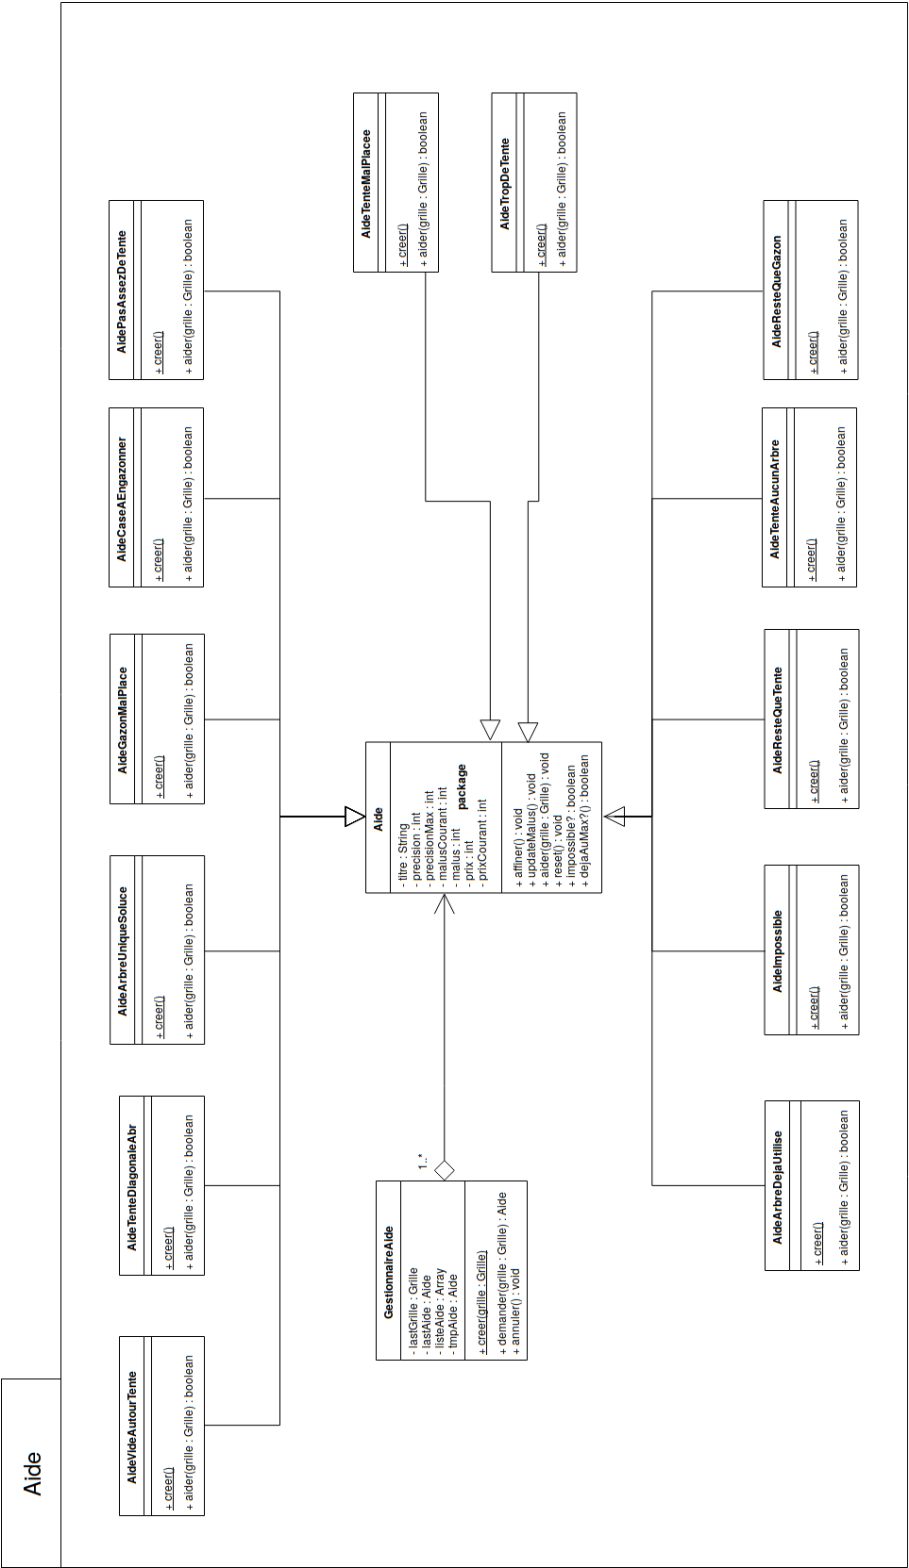 Aide
AideVideAutourTente
+ creer()
+ aider(grille : Grille) : boolean
AideTenteDiagonaleAbr
+ creer()
+ aider(grille : Grille) : boolean
AideArbreUniqueSoluce
+ creer()
+ aider(grille : Grille) : boolean
AideGazonMalPlace
+ creer()
+ aider(grille : Grille) : boolean
AideCaseAEngazonner
+ creer()
+ aider(grille : Grille) : boolean
AidePasAssezDeTente
+ creer()
+ aider(grille : Grille) : boolean
AideTenteMalPlacee
+ creer()
+ aider(grille : Grille) : boolean
AideTropDeTente
+ creer()
+ aider(grille : Grille) : boolean
GestionnaireAide
- lastGrille : Grille
- lastAide : Aide
- listeAide : Array
- tmpAide : Aide
+ creer(grille : Grille)
+ demander(grille : Grille) : Aide
+ annuler() : void
1..*
Aide
- titre : String
- precision : int
- precisionMax : int
- malusCourant : int
- malus : int
package
- prix : int
- prixCourant : int
+ affiner() : void
+ updateMalus() : void
+ aider(grille : Grille) : void
+ reset() : void
+ impossible? : boolean
+ dejaAuMax?() : boolean
AideArbreDejaUtilise
+ creer()
+ aider(grille : Grille) : boolean
AideImpossible
+ creer()
+ aider(grille : Grille) : boolean
AideResteQueTente
+ creer()
+ aider(grille : Grille) : boolean
AideTenteAucunArbre
+ creer()
+ aider(grille : Grille) : boolean
AideResteQueGazon
+ creer()
+ aider(grille : Grille) : boolean